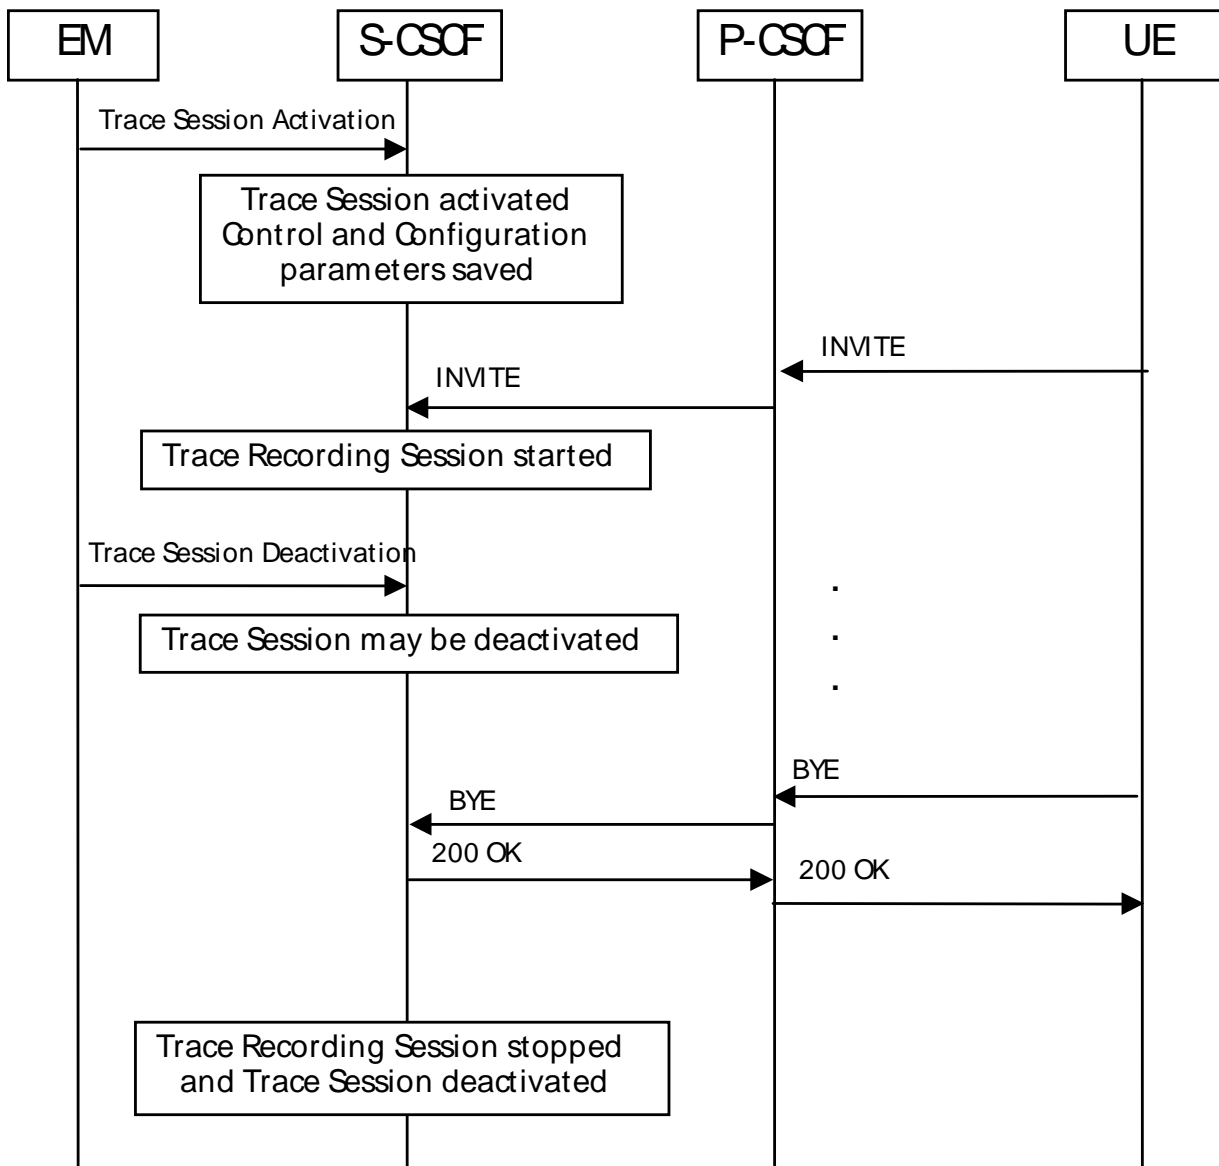 EM
S-CSCF
P-CSCF
UE
Trace Session Activation
Trace Session activated
Control and Configuration
parameters saved
INVITE
INVITE
Trace Recording Session started
Trace Session Deactivation
.
Trace Session may be deactivated
.
.
BYE
BYE
200 OK
200 OK
Trace Recording Session stopped
and Trace Session deactivated